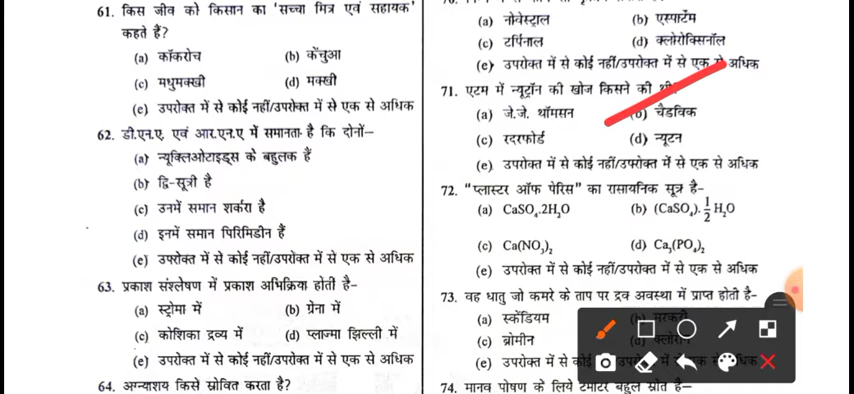 61. किस जीव को किसान का 'सच्चा मित्र एवं सहायक'
कहते हैं?
(a) कॉकरोच (b) केंचुआ
(c) मधुमक्खी (d) मक्खी
(e) उपरोक्त में से कोई नहीं/उपरोक्त में से एक से अधिक
62. डी.एन.ए. एवं आर.एन.ए में समानता है कि दोनों–
(a) न्यूक्लिओटाइड्स के बहुलक हैं
(b) द्वि-सूत्री है
(c) उनमें समान शर्करा है
(d) इनमें समान पिरिमिडीन हैं
(e) उपरोक्त में से कोई नहीं/उपरोक्त में से एक से अधिक
63. प्रकाश संश्लेषण में प्रकाश अभिक्रिया होती है–
(a) स्ट्रोमा में (b) ग्रेना में
(c) कोशिका द्रव्य में (d) प्लाज्मा झिल्ली में
(e) उपरोक्त में से कोई नहीं/उपरोक्त में से एक से अधिक
64. अग्न्याशय किसे स्रोवित करता है?
(a) नोवेस्ट्राल (b) एस्पार्टेम
(c) टर्पिनाल (d) क्लोरोक्सिनॉल
(e) उपरोक्त में से कोई नहीं/उपरोक्त में से एक से अधिक
71. एटम में न्यूट्रॉन की खोज किसने की थी
(a) जे.जे. थॉमसन (b) चैडविक
(c) रदरफोर्ड (d) न्यूटन
(e) उपरोक्त में से कोई नहीं/उपरोक्त में से एक से अधिक
72. "प्लास्टर ऑफ पेरिस" का रासायनिक सूत्र है–
(a) CaSO₄.2H₂O (b) (CaSO₄).½H₂O
(c) Ca(NO₃)₂ (d) Ca₃(PO₄)₂
(e) उपरोक्त में से कोई नहीं/उपरोक्त में से एक से अधिक
73. वह धातु जो कमरे के ताप पर द्रव अवस्था में प्राप्त होती है–
(a) स्केंडियम (b) मरकरी
(c) ब्रोमीन (d)
(e) उपरोक्त में से
74. मानव पोषण के लिये टमाटर बहुल स्रोत है–